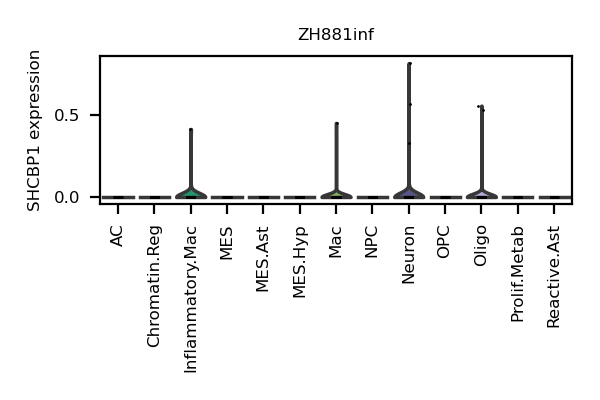 ZH881inf
SHCBP1 expression
0.5
0.0
AC
Chromatin.Reg
Inflammatory.Mac
MES
MES.Ast
MES.Hyp
Mac
NPC
Neuron
OPC
Oligo
Prolif.Metab
Reactive.Ast